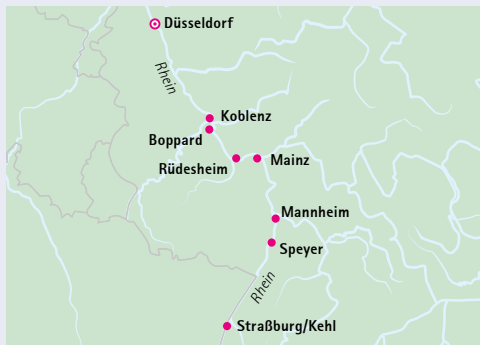 Düsseldorf
Rhein
Koblenz
Boppard
Rüdesheim
Mainz
Mannheim
Speyer
Rhein
Straßburg/Kehl